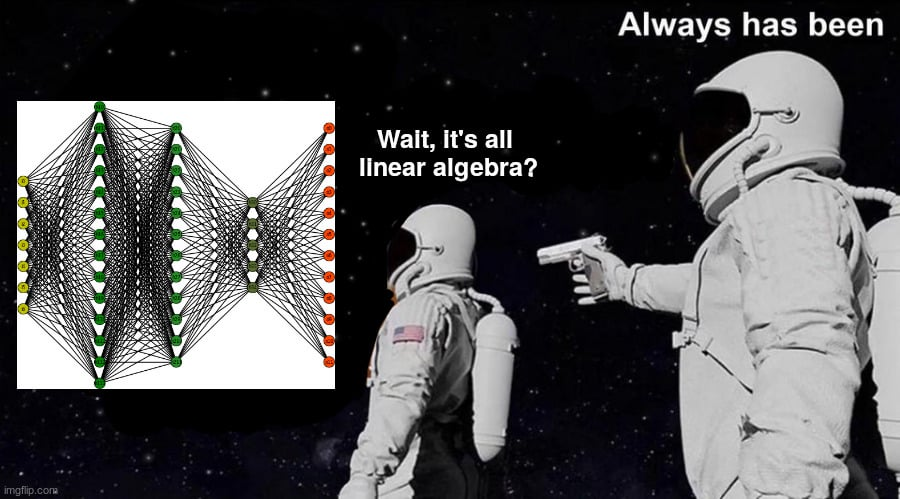 Always has been
Wait, it's all
linear algebra?
imgflip.com